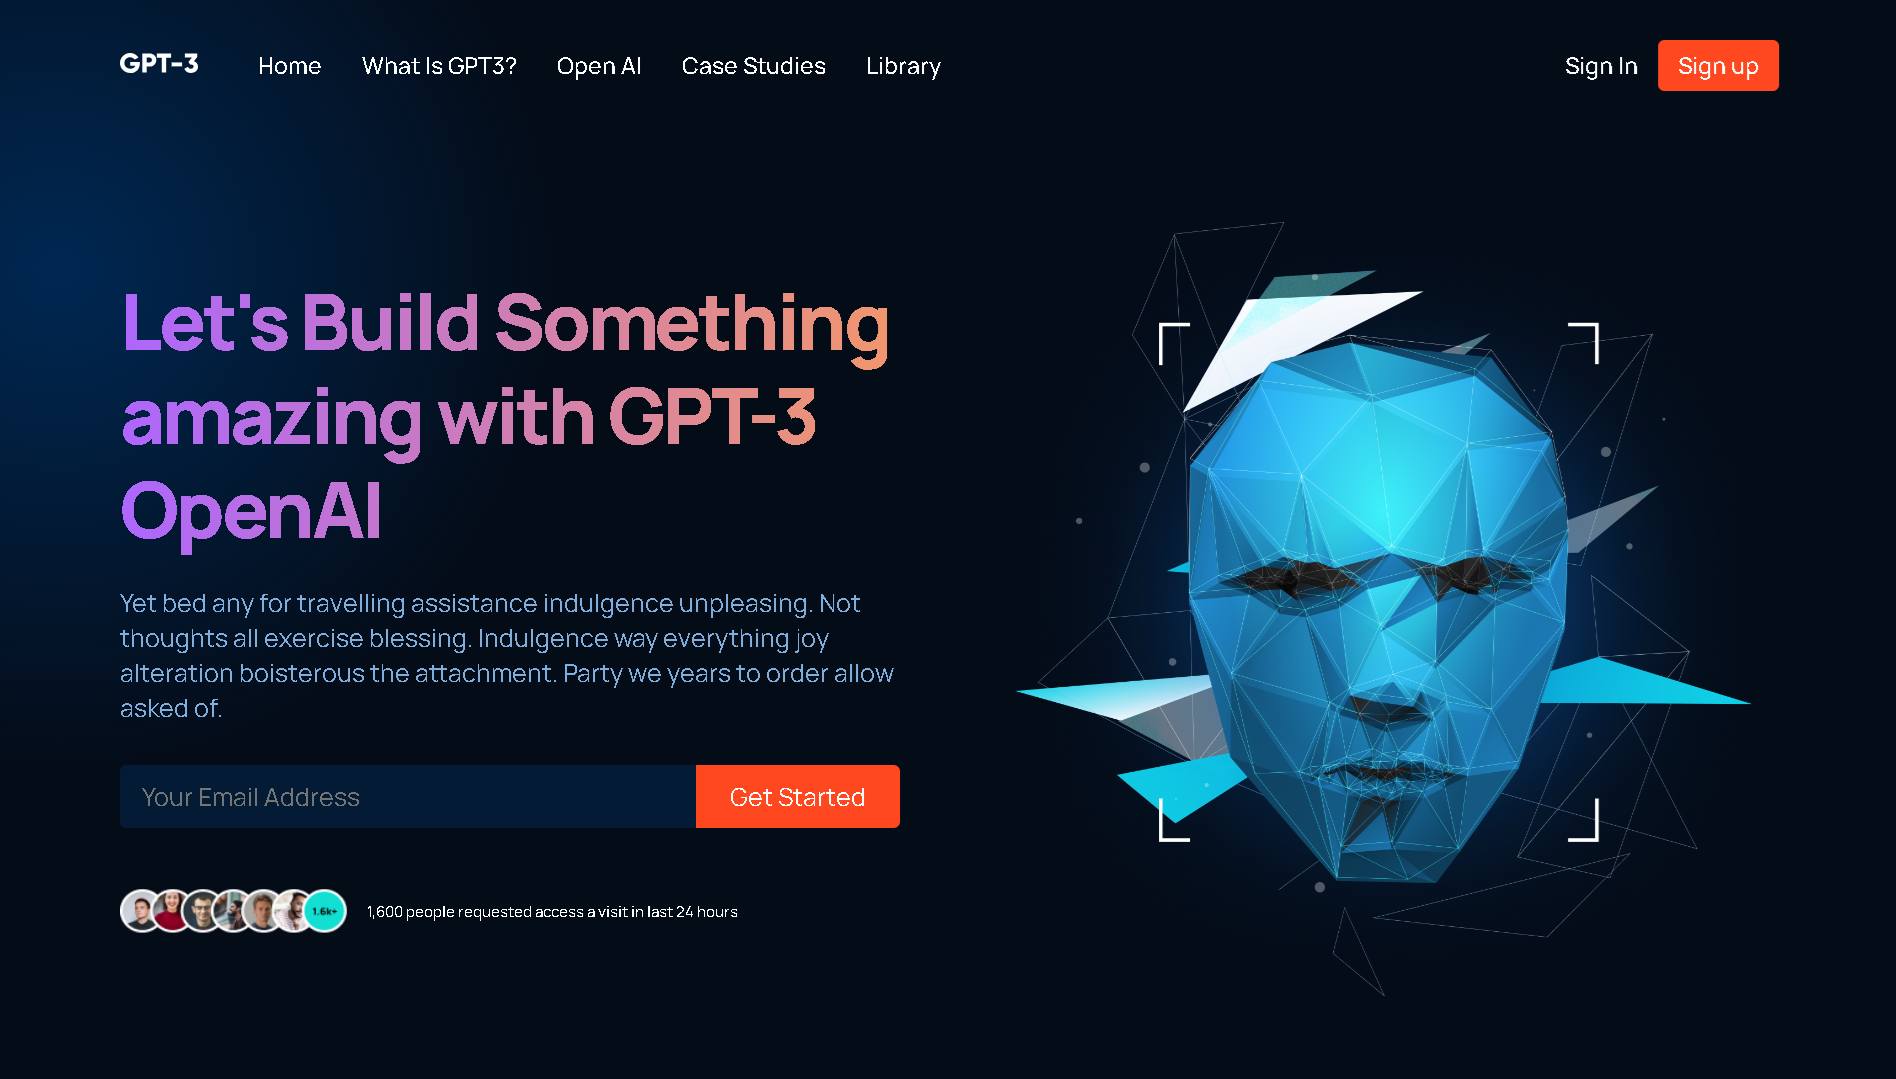 GPT-3
Home
What Is GPT3?
Open AI
Case Studies
Library
Sign In
Sign up
Let's Build Something
amazing with GPT-3
OpenAI
Yet bed any for travelling assistance indulgence unpleasing. Not
thoughts all exercise blessing. Indulgence way everything joy
alteration boisterous the attachment. Party we years to order allow
asked of.
Your Email Address
Get Started
1.6k+
1,600 people requested access a visit in last 24 hours